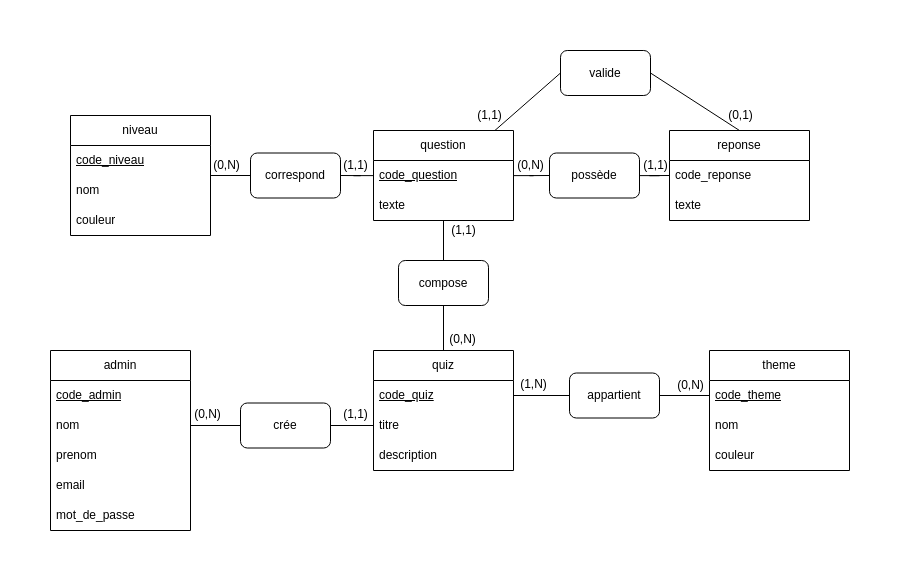 valide
(1,1)
(0,1)
niveau
code_niveau
nom
couleur
(0,N)
correspond
(1,1)
question
code_question
texte
(0,N)
possède
(1,1)
reponse
code_reponse
texte
(1,1)
compose
(0,N)
admin
code_admin
nom
prenom
email
mot_de_passe
(0,N)
crée
(1,1)
quiz
code_quiz
titre
description
(1,N)
appartient
(0,N)
theme
code_theme
nom
couleur